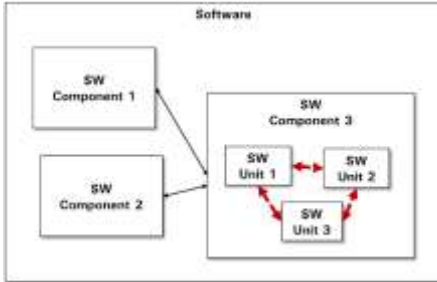 Software
SW
Component 1
SW
Component 2
SW
Component 3
SW
Unit 1
SW
Unit 2
SW
Unit 3